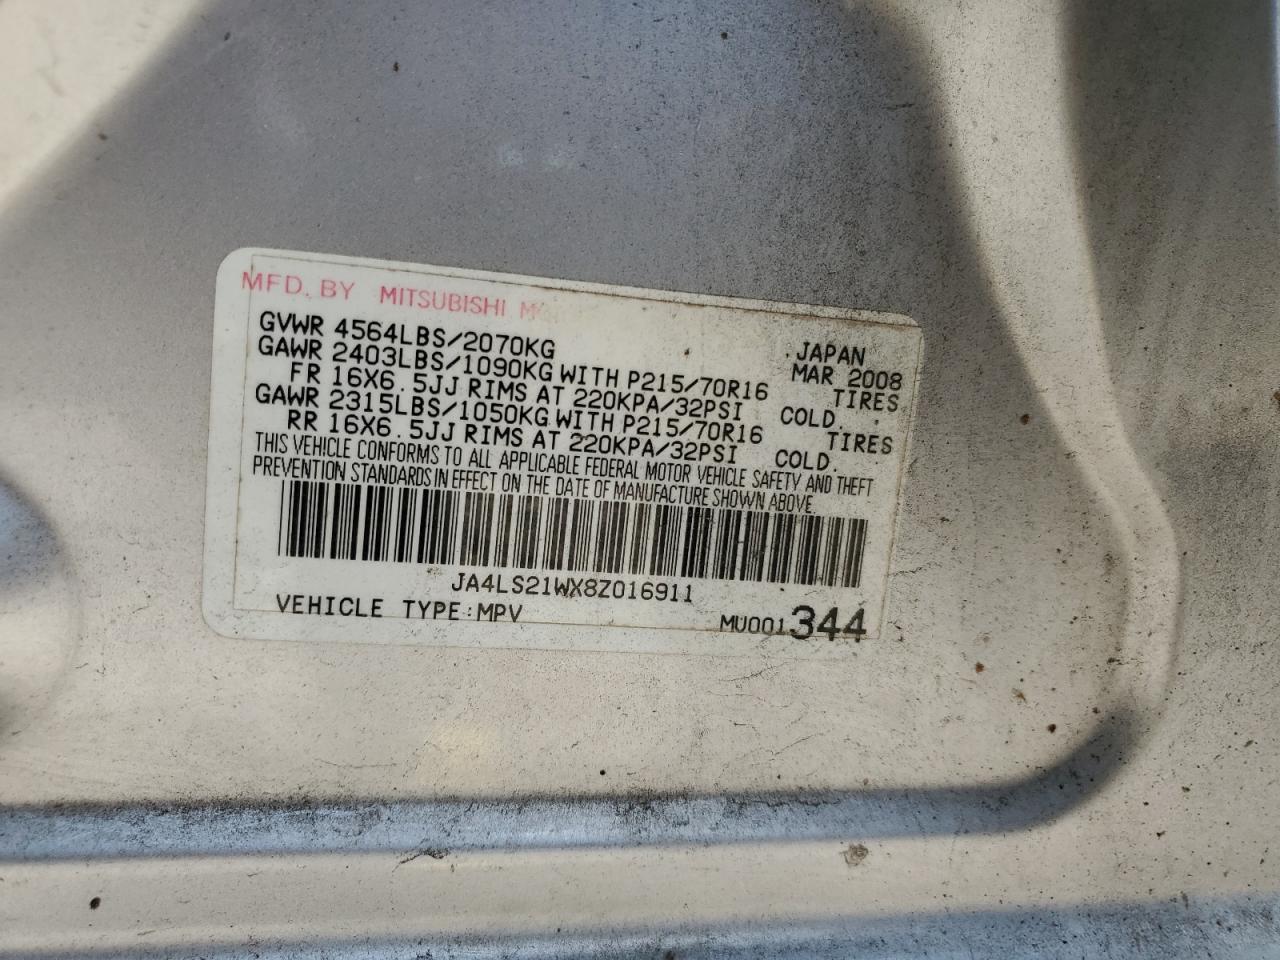 MFD. BY MITSUBISHI
JAPAN
GVWR 4564LBS/2070KG MAR 2008
GAWR 2403LBS/1090KG WITH P215/70R16 TIRES
FR 16X6.5JJ RIMS AT 220KPA/32PSI COLD.
GAWR 2315LBS/1050KG WITH P215/70R16 TIRES
RR 16X6.5JJ RIMS AT 220KPA/32PSI COLD.
THIS VEHICLE CONFORMS TO ALL APPLICABLE FEDERAL MOTOR VEHICLE SAFETY AND THEFT
PREVENTION STANDARDS IN EFFECT ON THE DATE OF MANUFACTURE SHOWN ABOVE.
JA4LS21WX8Z016911
VEHICLE TYPE:MPV MU001344